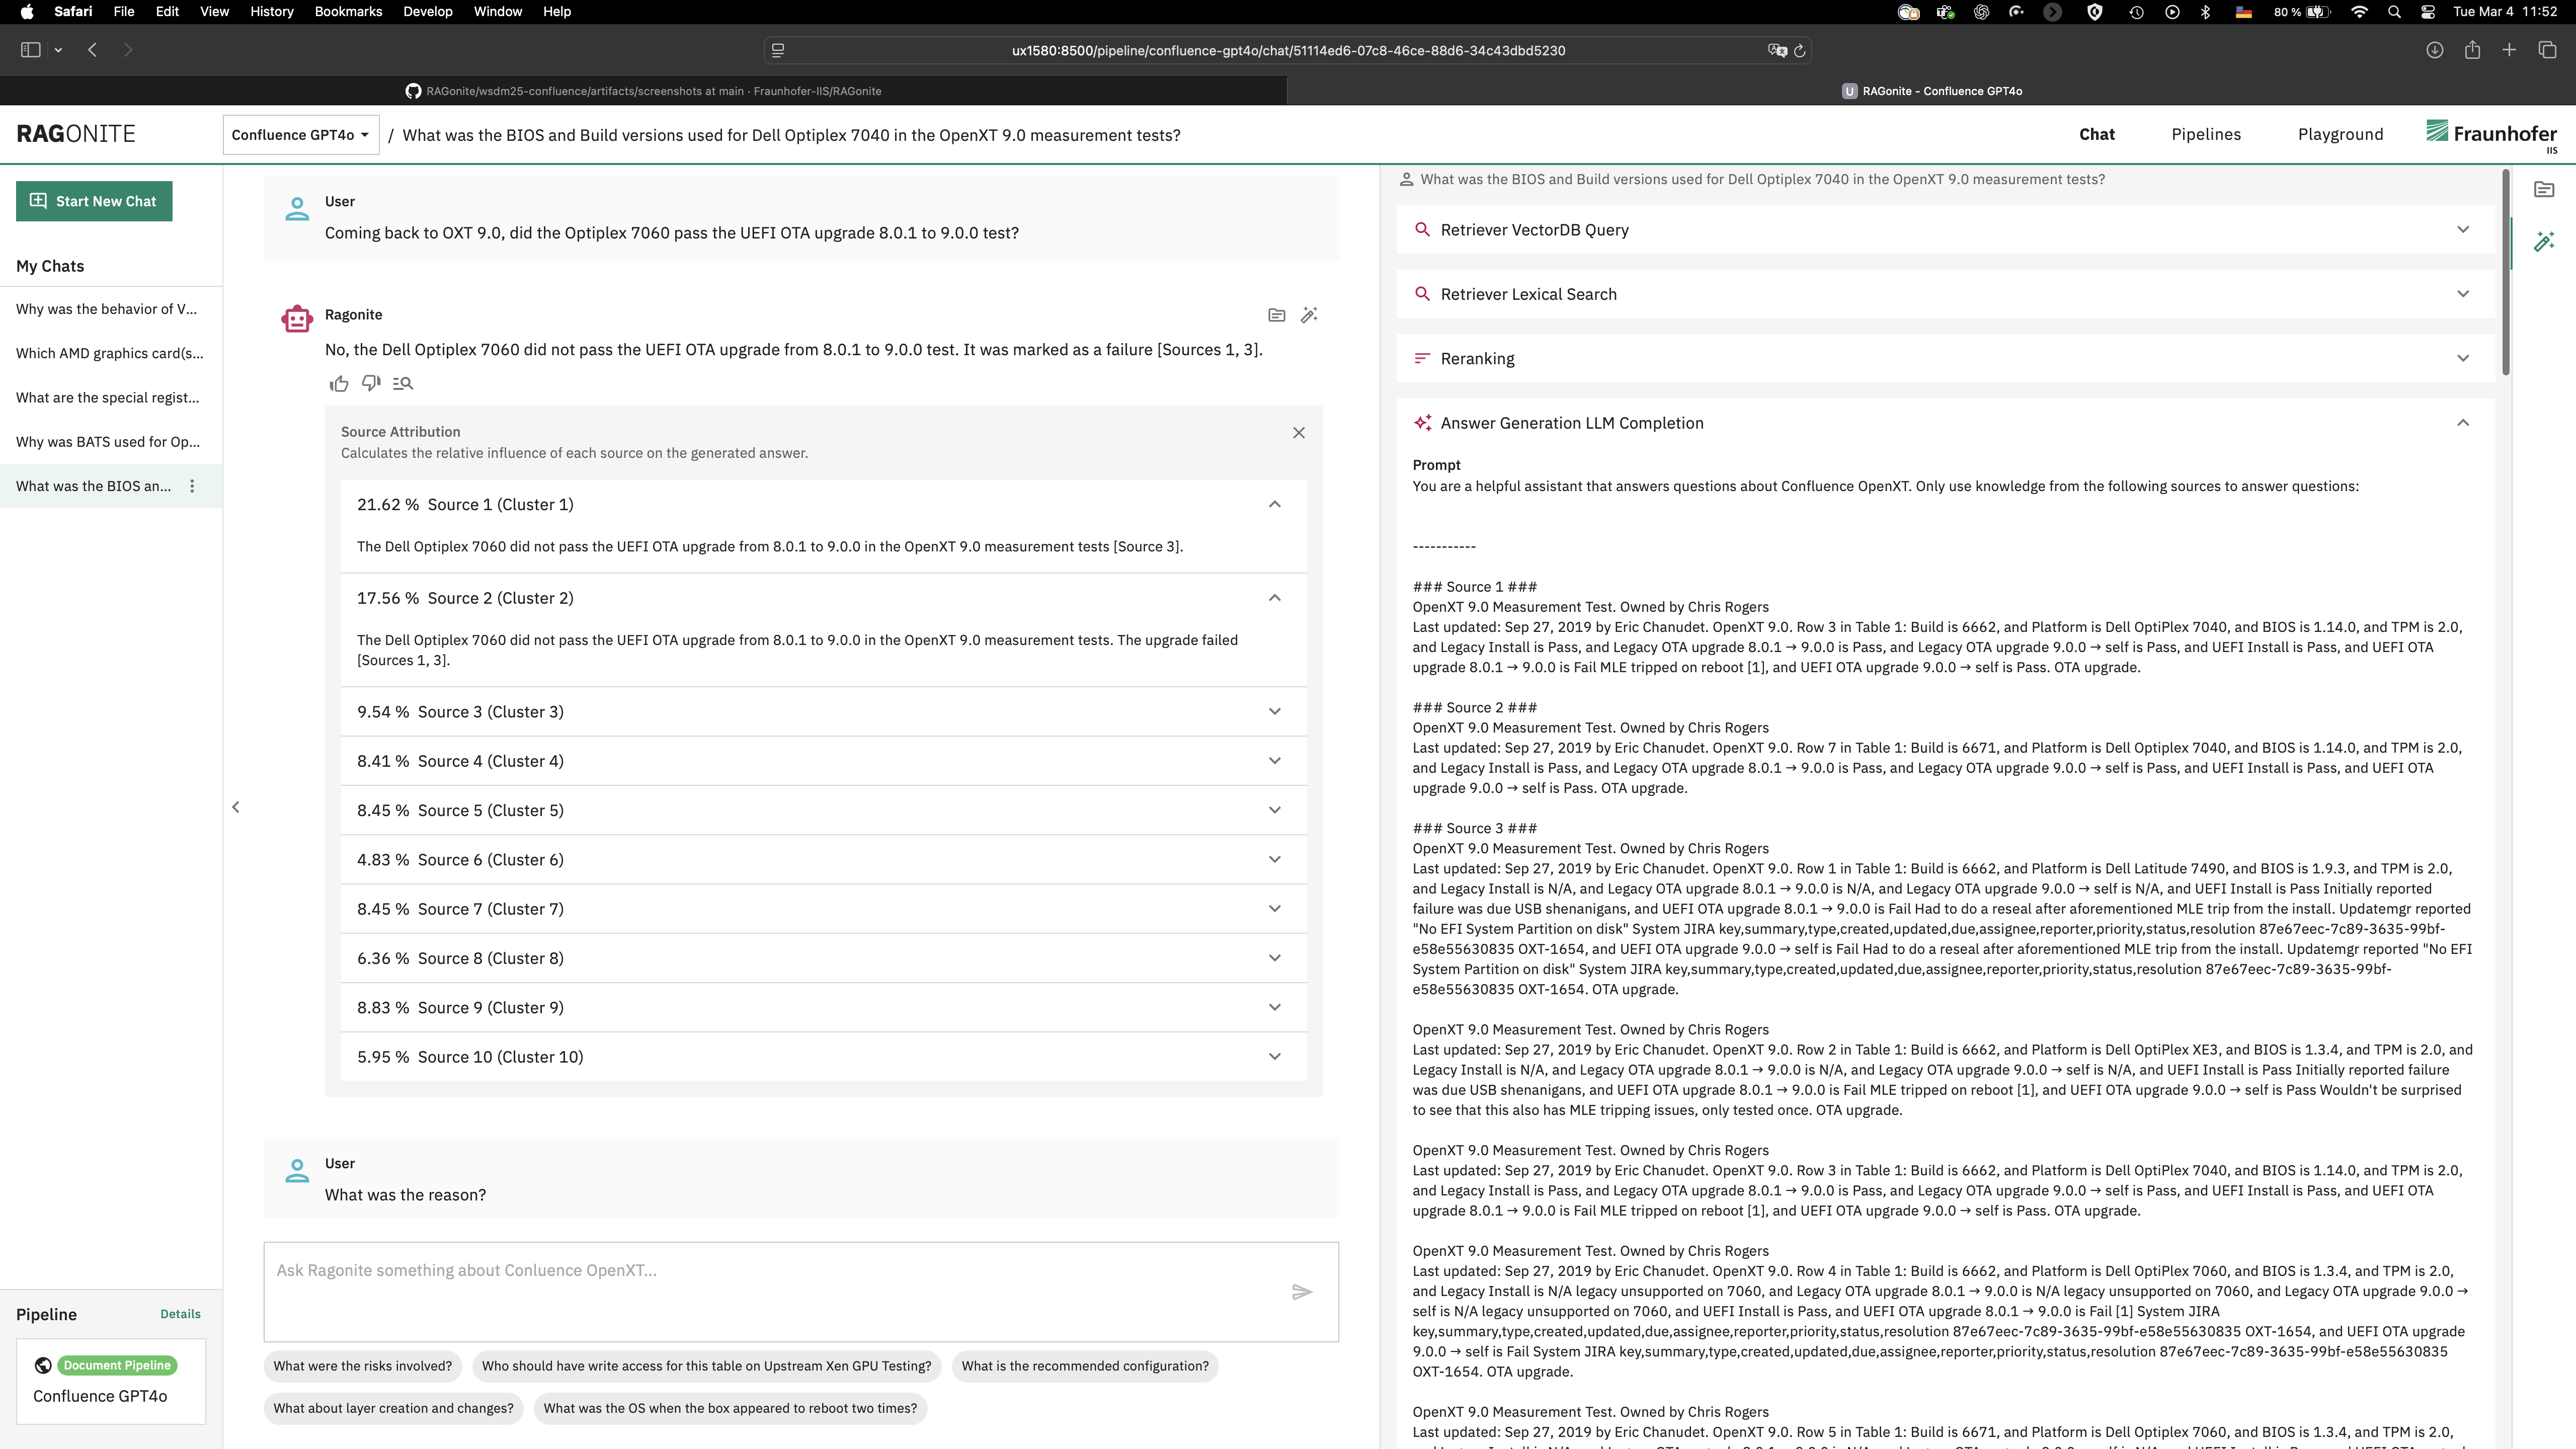 Safari File Edit View History Bookmarks Develop Window Help 80 % Tue Mar 4 11:52
ux1580:8500/pipeline/confluence-gpt4o/chat/51114ed6-07c8-46ce-88d6-34c43dbd5230
RAGonite/wsdm25-confluence/artifacts/screenshots at main · Fraunhofer-IIS/RAGonite
U RAGonite - Confluence GPT4o
RAGONITE
Confluence GPT4o / What was the BIOS and Build versions used for Dell Optiplex 7040 in the OpenXT 9.0 measurement tests?
Chat Pipelines Playground Fraunhofer
IIS
Start New Chat
My Chats
Why was the behavior of V...
Which AMD graphics card(s...
What are the special regist...
Why was BATS used for Op...
What was the BIOS an...
Pipeline Details
Document Pipeline
Confluence GPT4o
User
Coming back to OXT 9.0, did the Optiplex 7060 pass the UEFI OTA upgrade 8.0.1 to 9.0.0 test?
Ragonite
No, the Dell Optiplex 7060 did not pass the UEFI OTA upgrade from 8.0.1 to 9.0.0 test. It was marked as a failure [Sources 1, 3].
Source Attribution
Calculates the relative influence of each source on the generated answer.
21.62 % Source 1 (Cluster 1)
The Dell Optiplex 7060 did not pass the UEFI OTA upgrade from 8.0.1 to 9.0.0 in the OpenXT 9.0 measurement tests [Source 3].
17.56 % Source 2 (Cluster 2)
The Dell Optiplex 7060 did not pass the UEFI OTA upgrade from 8.0.1 to 9.0.0 in the OpenXT 9.0 measurement tests. The upgrade failed
[Sources 1, 3].
9.54 % Source 3 (Cluster 3)
8.41 % Source 4 (Cluster 4)
8.45 % Source 5 (Cluster 5)
4.83 % Source 6 (Cluster 6)
8.45 % Source 7 (Cluster 7)
6.36 % Source 8 (Cluster 8)
8.83 % Source 9 (Cluster 9)
5.95 % Source 10 (Cluster 10)
User
What was the reason?
Ask Ragonite something about Conluence OpenXT...
What were the risks involved? Who should have write access for this table on Upstream Xen GPU Testing? What is the recommended configuration?
What about layer creation and changes? What was the OS when the box appeared to reboot two times?
What was the BIOS and Build versions used for Dell Optiplex 7040 in the OpenXT 9.0 measurement tests?
Retriever VectorDB Query
Retriever Lexical Search
Reranking
Answer Generation LLM Completion
Prompt
You are a helpful assistant that answers questions about Confluence OpenXT. Only use knowledge from the following sources to answer questions:
-----------
### Source 1 ###
OpenXT 9.0 Measurement Test. Owned by Chris Rogers
Last updated: Sep 27, 2019 by Eric Chanudet. OpenXT 9.0. Row 3 in Table 1: Build is 6662, and Platform is Dell OptiPlex 7040, and BIOS is 1.14.0, and TPM is 2.0,
and Legacy Install is Pass, and Legacy OTA upgrade 8.0.1 → 9.0.0 is Pass, and Legacy OTA upgrade 9.0.0 → self is Pass, and UEFI Install is Pass, and UEFI OTA
upgrade 8.0.1 → 9.0.0 is Fail MLE tripped on reboot [1], and UEFI OTA upgrade 9.0.0 → self is Pass. OTA upgrade.
### Source 2 ###
OpenXT 9.0 Measurement Test. Owned by Chris Rogers
Last updated: Sep 27, 2019 by Eric Chanudet. OpenXT 9.0. Row 7 in Table 1: Build is 6671, and Platform is Dell Optiplex 7040, and BIOS is 1.14.0, and TPM is 2.0,
and Legacy Install is Pass, and Legacy OTA upgrade 8.0.1 → 9.0.0 is Pass, and Legacy OTA upgrade 9.0.0 → self is Pass, and UEFI Install is Pass, and UEFI OTA
upgrade 9.0.0 → self is Pass. OTA upgrade.
### Source 3 ###
OpenXT 9.0 Measurement Test. Owned by Chris Rogers
Last updated: Sep 27, 2019 by Eric Chanudet. OpenXT 9.0. Row 1 in Table 1: Build is 6662, and Platform is Dell Latitude 7490, and BIOS is 1.9.3, and TPM is 2.0,
and Legacy Install is N/A, and Legacy OTA upgrade 8.0.1 → 9.0.0 is N/A, and Legacy OTA upgrade 9.0.0 → self is N/A, and UEFI Install is Pass Initially reported
failure was due USB shenanigans, and UEFI OTA upgrade 8.0.1 → 9.0.0 is Fail Had to do a reseal after aforementioned MLE trip from the install. Updatemgr reported
"No EFI System Partition on disk" System JIRA key,summary,type,created,updated,due,assignee,reporter,priority,status,resolution 87e67eec-7c89-3635-99bf-
e58e55630835 OXT-1654, and UEFI OTA upgrade 9.0.0 → self is Fail Had to do a reseal after aforementioned MLE trip from the install. Updatemgr reported "No EFI
System Partition on disk" System JIRA key,summary,type,created,updated,due,assignee,reporter,priority,status,resolution 87e67eec-7c89-3635-99bf-
e58e55630835 OXT-1654. OTA upgrade.
OpenXT 9.0 Measurement Test. Owned by Chris Rogers
Last updated: Sep 27, 2019 by Eric Chanudet. OpenXT 9.0. Row 2 in Table 1: Build is 6662, and Platform is Dell OptiPlex XE3, and BIOS is 1.3.4, and TPM is 2.0, and
Legacy Install is N/A, and Legacy OTA upgrade 8.0.1 → 9.0.0 is N/A, and Legacy OTA upgrade 9.0.0 → self is N/A, and UEFI Install is Pass Initially reported failure
was due USB shenanigans, and UEFI OTA upgrade 8.0.1 → 9.0.0 is Fail MLE tripped on reboot [1], and UEFI OTA upgrade 9.0.0 → self is Pass Wouldn't be surprised
to see that this also has MLE tripping issues, only tested once. OTA upgrade.
OpenXT 9.0 Measurement Test. Owned by Chris Rogers
Last updated: Sep 27, 2019 by Eric Chanudet. OpenXT 9.0. Row 3 in Table 1: Build is 6662, and Platform is Dell OptiPlex 7040, and BIOS is 1.14.0, and TPM is 2.0,
and Legacy Install is Pass, and Legacy OTA upgrade 8.0.1 → 9.0.0 is Pass, and Legacy OTA upgrade 9.0.0 → self is Pass, and UEFI Install is Pass, and UEFI OTA
upgrade 8.0.1 → 9.0.0 is Fail MLE tripped on reboot [1], and UEFI OTA upgrade 9.0.0 → self is Pass. OTA upgrade.
OpenXT 9.0 Measurement Test. Owned by Chris Rogers
Last updated: Sep 27, 2019 by Eric Chanudet. OpenXT 9.0. Row 4 in Table 1: Build is 6662, and Platform is Dell OptiPlex 7060, and BIOS is 1.3.4, and TPM is 2.0,
and Legacy Install is N/A legacy unsupported on 7060, and Legacy OTA upgrade 8.0.1 → 9.0.0 is N/A legacy unsupported on 7060, and Legacy OTA upgrade 9.0.0 →
self is N/A legacy unsupported on 7060, and UEFI Install is Pass, and UEFI OTA upgrade 8.0.1 → 9.0.0 is Fail [1] System JIRA
key,summary,type,created,updated,due,assignee,reporter,priority,status,resolution 87e67eec-7c89-3635-99bf-e58e55630835 OXT-1654, and UEFI OTA upgrade
9.0.0 → self is Fail System JIRA key,summary,type,created,updated,due,assignee,reporter,priority,status,resolution 87e67eec-7c89-3635-99bf-e58e55630835
OXT-1654. OTA upgrade.
OpenXT 9.0 Measurement Test. Owned by Chris Rogers
Last updated: Sep 27, 2019 by Eric Chanudet. OpenXT 9.0. Row 5 in Table 1: Build is 6671, and Platform is Dell Optiplex 7060, and BIOS is 1.3.4, and TPM is 2.0,